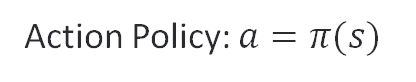 Action Policy: 𝑎 = 𝜋(𝑠)